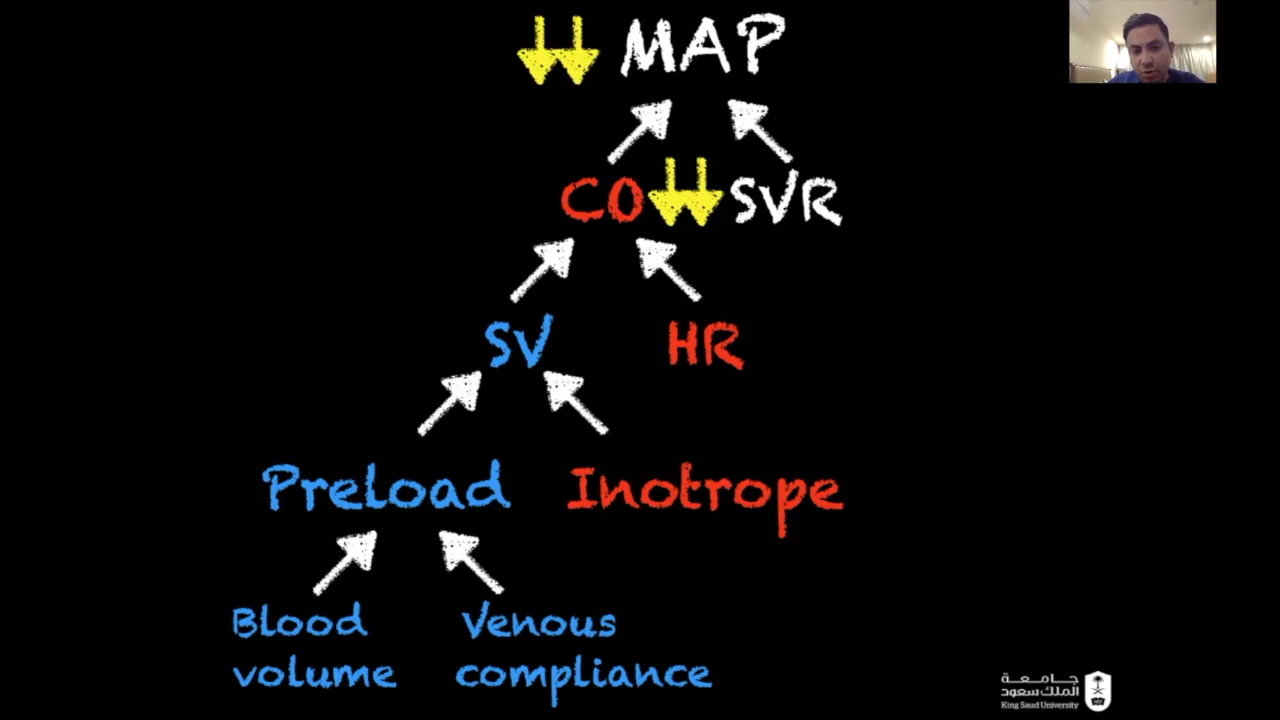 MAP
CO SVR
SV HR
Preload Inotrope
Blood Venous
volume compliance
جامعة
الملك سعود
King Saud University